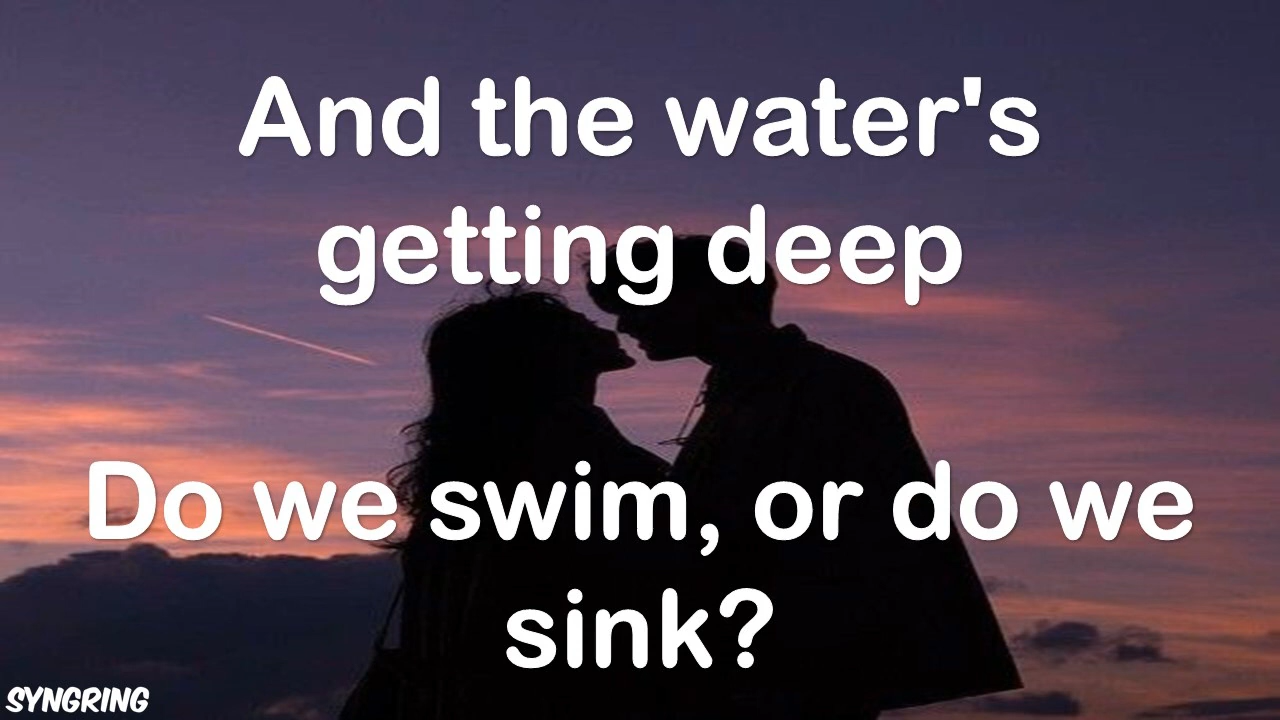 And the water's
getting deep
Do we swim, or do we
sink?
SYNGRING